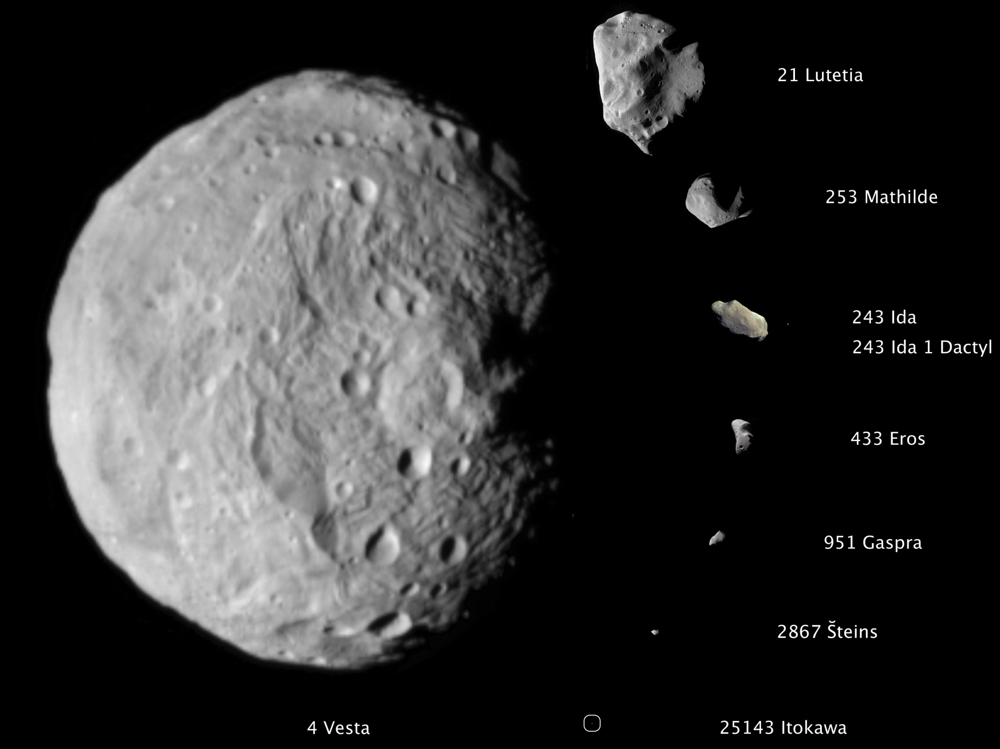 21 Lutetia
253 Mathilde
243 Ida
243 Ida 1 Dactyl
433 Eros
951 Gaspra
2867 Šteins
4 Vesta
25143 Itokawa